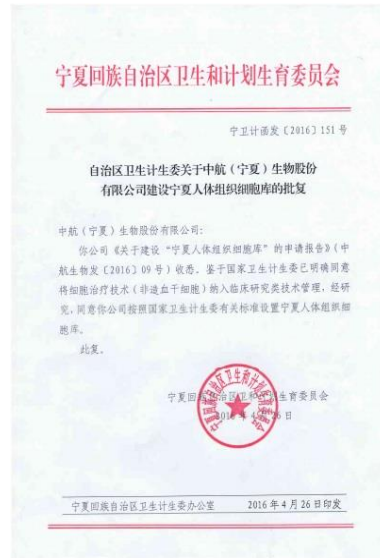 宁夏回族自治区卫生和计划生育委员会
宁卫计函发〔2016〕151号
自治区卫生计生委关于中航（宁夏）生物股份
有限公司建设宁夏人体组织细胞库的批复
中航（宁夏）生物股份有限公司：
你公司《关于建设“宁夏人体组织细胞库”的申请报告》（中
航生物发〔2016〕09号）收悉。鉴于国家卫生计生委已明确同意
将细胞治疗技术（非造血干细胞）纳入临床研究类技术管理，经研
究，同意你公司按照国家卫生计生委有关标准设置宁夏人体组织细
胞库。
此复。
宁夏回族自治区卫生和计划生育委员会
2016年4月26日
宁夏回族自治区卫生计生委办公室 2016年4月26日印发